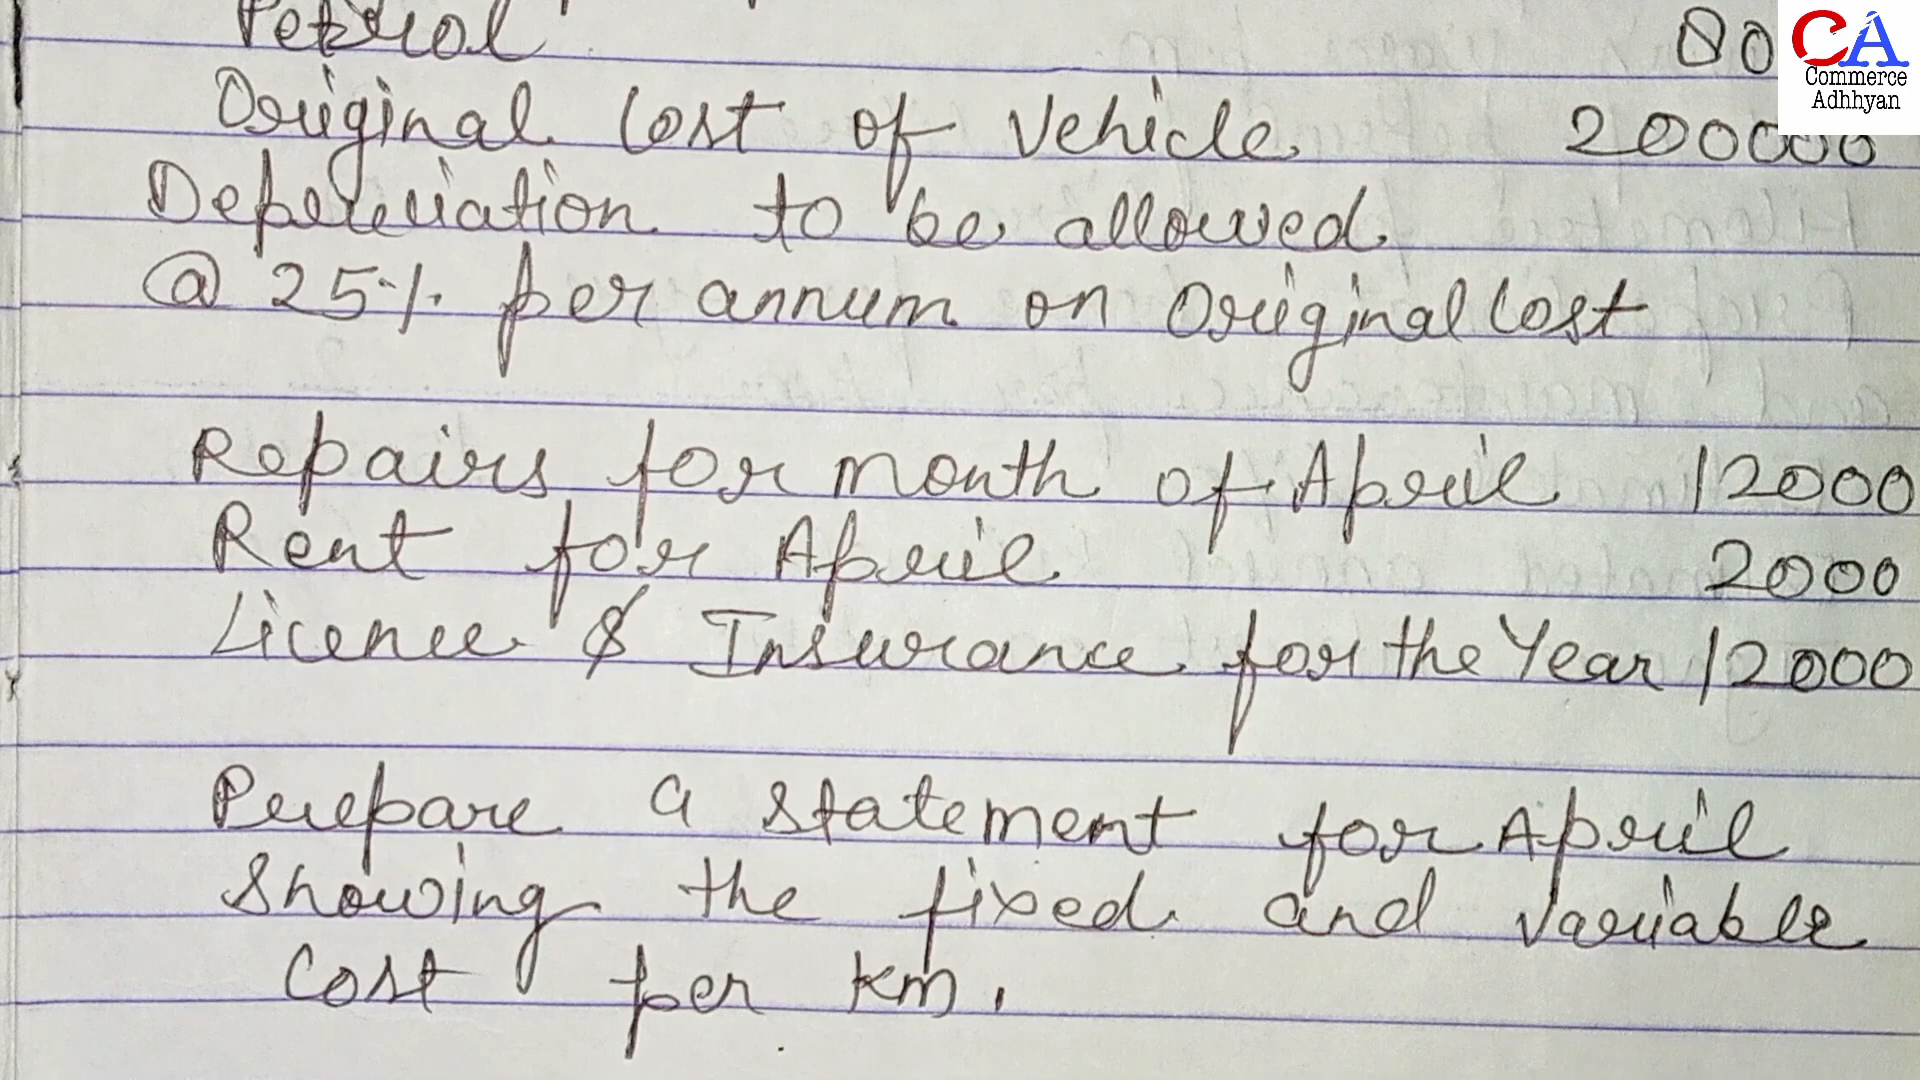 Petrol 80
CA
Commerce
Adhhyan
Original Cost of Vehicle 200000
Depreciation to be allowed
@ 25% per annum on Original Cost
Repairs for month of April 12000
Rent for April 2000
Licence & Insurance for the Year 12000
Prepare a statement for April
showing the fixed and variable
cost per km.